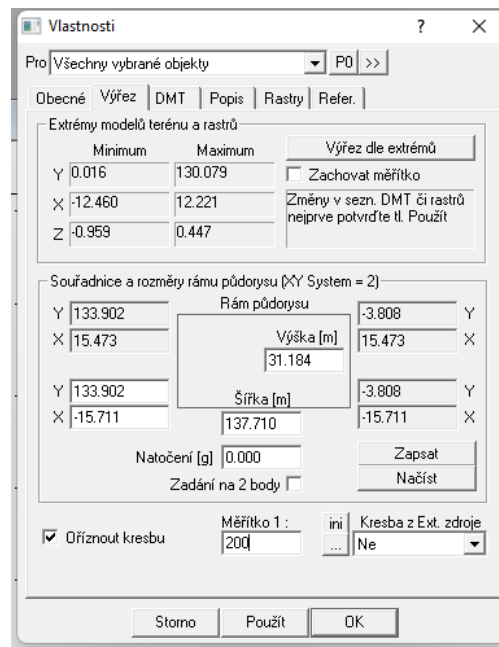 Vlastnosti ? ×
Pro Všechny vybrané objekty P0 >>
Obecné Výřez DMT Popis Rastry Refer.
Extrémy modelů terénu a rastrů
Minimum Maximum Výřez dle extrémů
Y 0.016 130.079 Zachovat měřítko
X -12.460 12.221 Změny v sezn. DMT či rastrů
Z -0.959 0.447 nejprve potvrďte tl. Použít
Souřadnice a rozměry rámu půdorysu (XY System = 2)
Y 133.902 Rám půdorysu -3.808 Y
X 15.473 Výška [m] 15.473 X
31.184
Y 133.902 Šířka [m] -3.808 Y
X -15.711 137.710 -15.711 X
Natočení [g] 0.000 Zapsat
Zadání na 2 body Načíst
Oříznout kresbu Měřítko 1 : ini Kresba z Ext. zdroje
200 ... Ne
Storno Použít OK